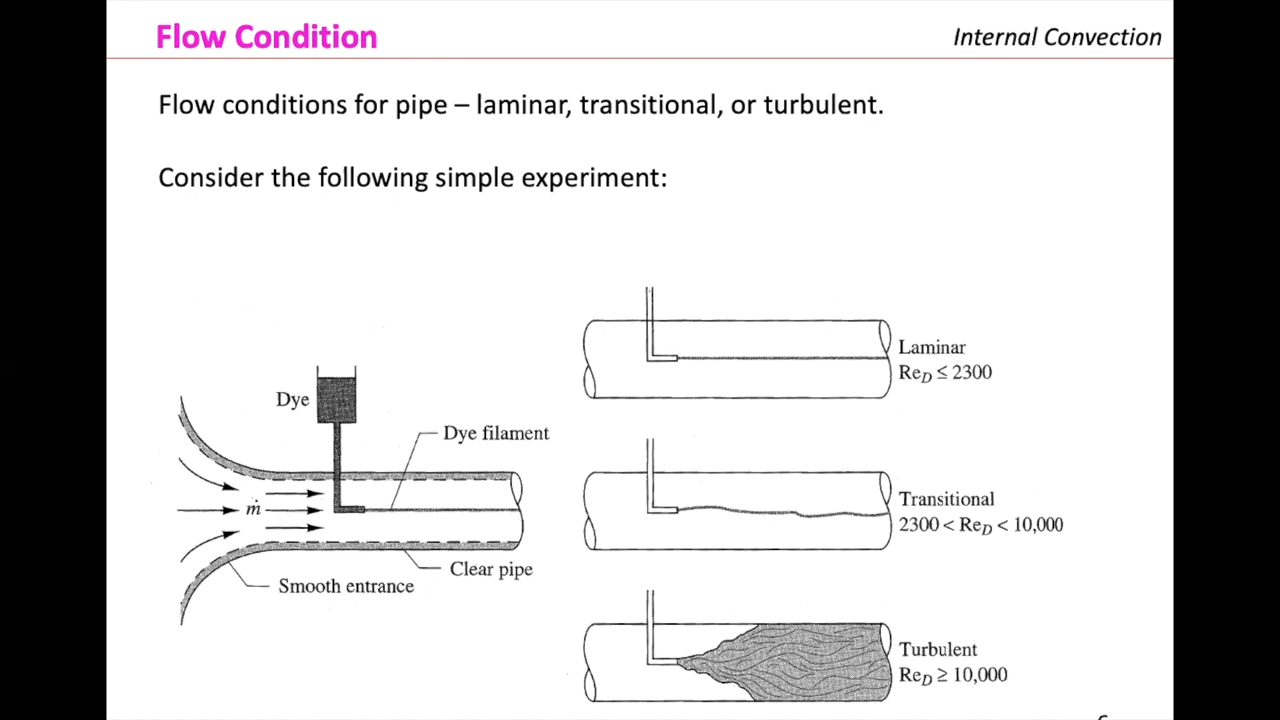 Flow Condition
Internal Convection
Flow conditions for pipe – laminar, transitional, or turbulent.
Consider the following simple experiment:
Dye
Dye filament
ṁ
Clear pipe
Smooth entrance
Laminar
Re_D ≤ 2300
Transitional
2300 < Re_D < 10,000
Turbulent
Re_D ≥ 10,000